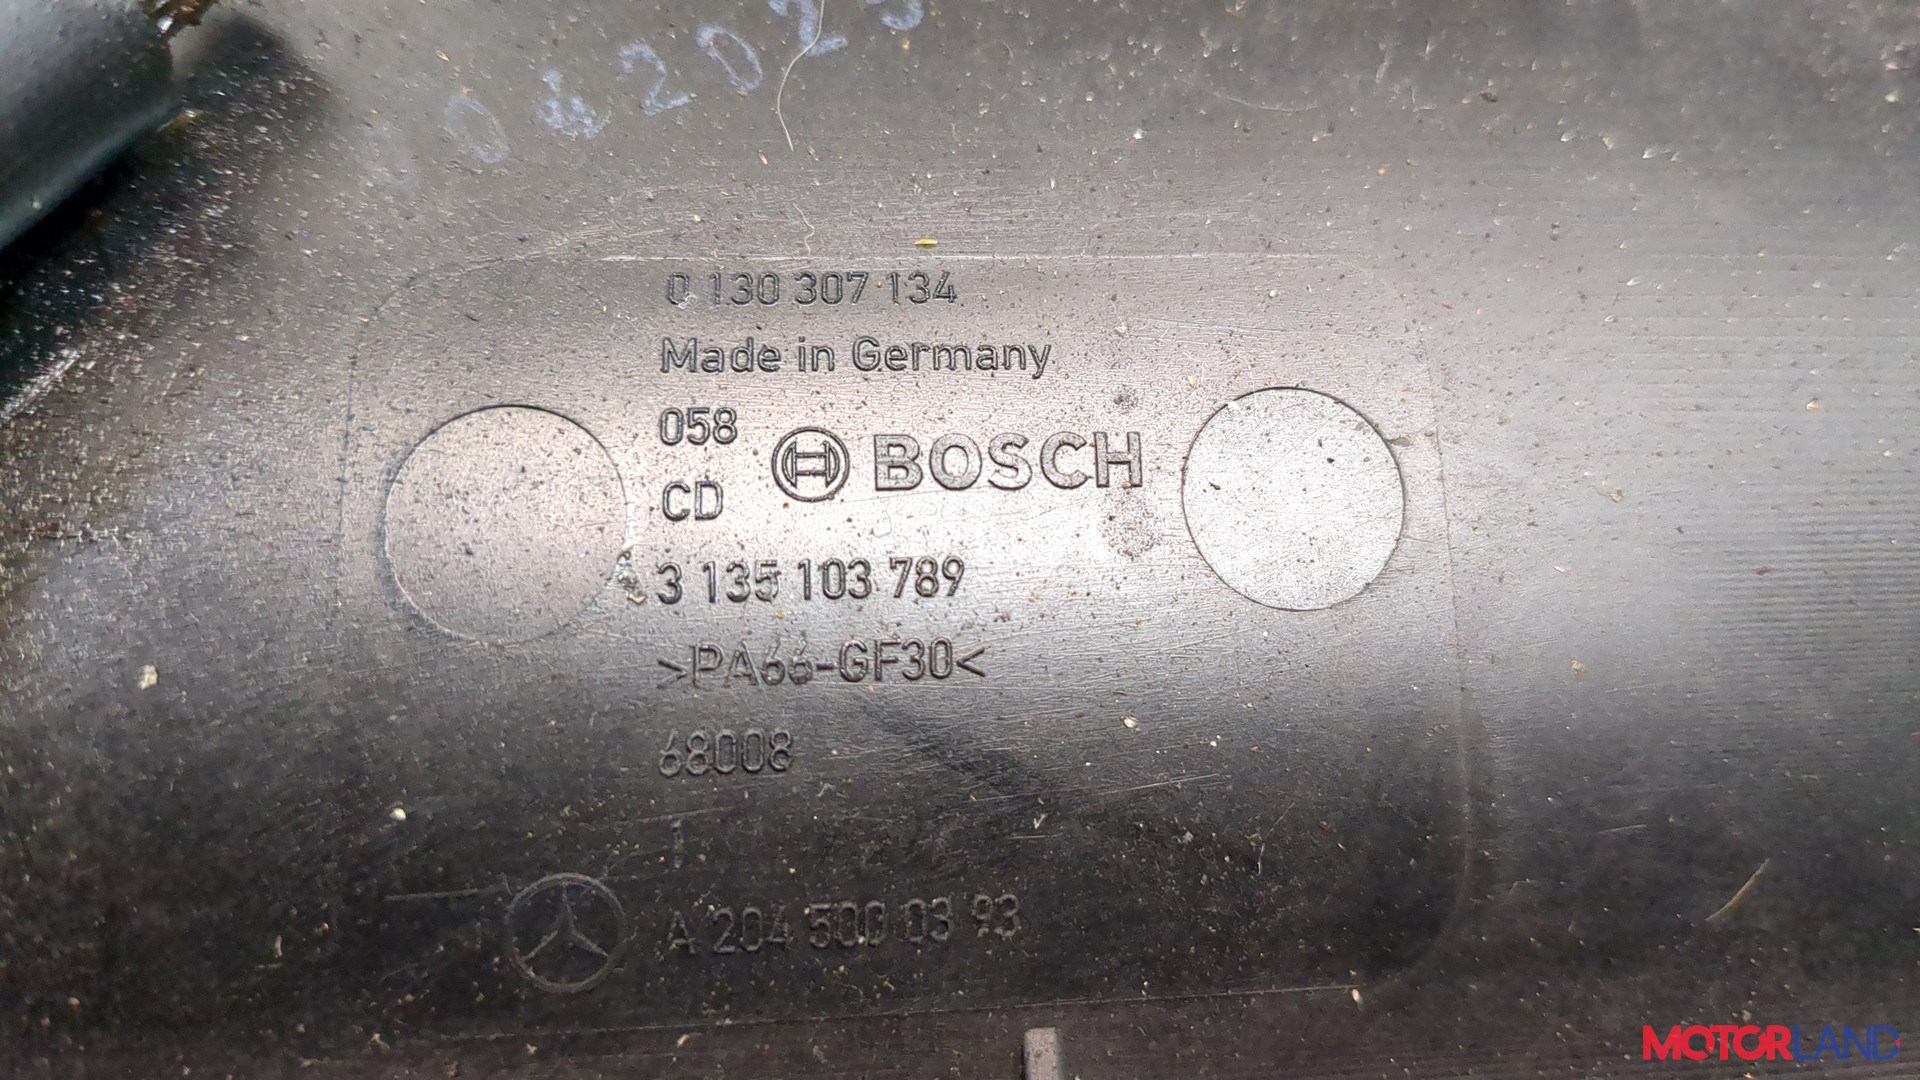 0 130 307 134
Made in Germany
058
BOSCH
CD
3 135 103 789
>PA66-GF30<
68008
A 204 500 03 93
MOTORLAND